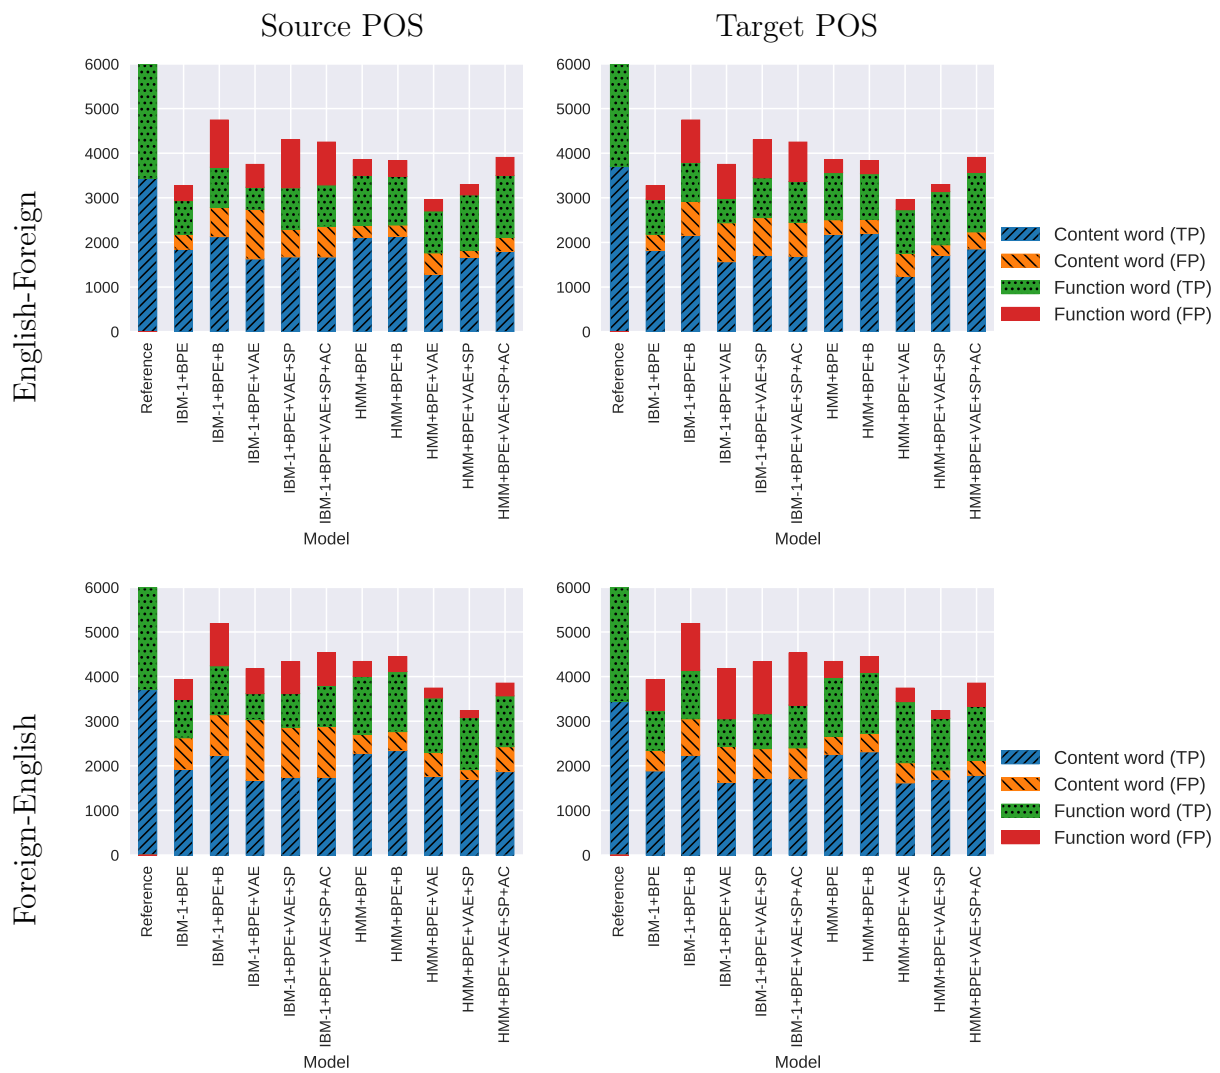 Source POS
Target POS
English-Foreign
6000
5000
4000
3000
2000
1000
0
Reference
IBM-1+BPE
IBM-1+BPE+B
IBM-1+BPE+VAE
IBM-1+BPE+VAE+SP
IBM-1+BPE+VAE+SP+AC
HMM+BPE
HMM+BPE+B
HMM+BPE+VAE
HMM+BPE+VAE+SP
HMM+BPE+VAE+SP+AC
Model
6000
5000
4000
3000
2000
1000
0
Reference
IBM-1+BPE
IBM-1+BPE+B
IBM-1+BPE+VAE
IBM-1+BPE+VAE+SP
IBM-1+BPE+VAE+SP+AC
HMM+BPE
HMM+BPE+B
HMM+BPE+VAE
HMM+BPE+VAE+SP
HMM+BPE+VAE+SP+AC
Model
Content word (TP)
Content word (FP)
Function word (TP)
Function word (FP)
Foreign-English
6000
5000
4000
3000
2000
1000
0
Reference
IBM-1+BPE
IBM-1+BPE+B
IBM-1+BPE+VAE
IBM-1+BPE+VAE+SP
IBM-1+BPE+VAE+SP+AC
HMM+BPE
HMM+BPE+B
HMM+BPE+VAE
HMM+BPE+VAE+SP
HMM+BPE+VAE+SP+AC
Model
6000
5000
4000
3000
2000
1000
0
Reference
IBM-1+BPE
IBM-1+BPE+B
IBM-1+BPE+VAE
IBM-1+BPE+VAE+SP
IBM-1+BPE+VAE+SP+AC
HMM+BPE
HMM+BPE+B
HMM+BPE+VAE
HMM+BPE+VAE+SP
HMM+BPE+VAE+SP+AC
Model
Content word (TP)
Content word (FP)
Function word (TP)
Function word (FP)